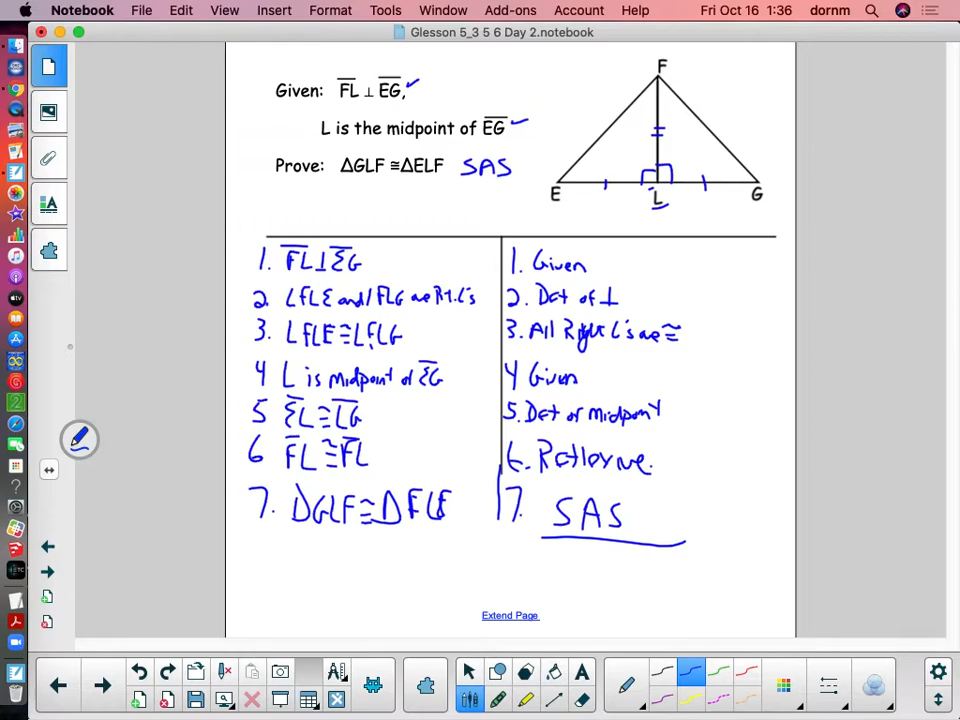 Notebook File Edit View Insert Format Tools Window Add-ons Account Help Fri Oct 16 1:36 dornm
Glesson 5_3 5 6 Day 2.notebook
Given: FL ⊥ EG,
L is the midpoint of EG
Prove: ΔGLF ≅ ΔELF SAS
F
E
L
G
1. FL ⊥ EG 1. Given
2. ∠FLE and ∠FLG are Rt. ∠'s 2. Def of ⊥
3. ∠FLE ≅ ∠FLG 3. All Right ∠'s are ≅
4 L is midpoint of EG 4 Given
5 EL ≅ LG 5. Def of midpoint
6 FL ≅ FL 6. Reflexive.
7. ΔGLF ≅ Δ 7. SAS
Extend Page